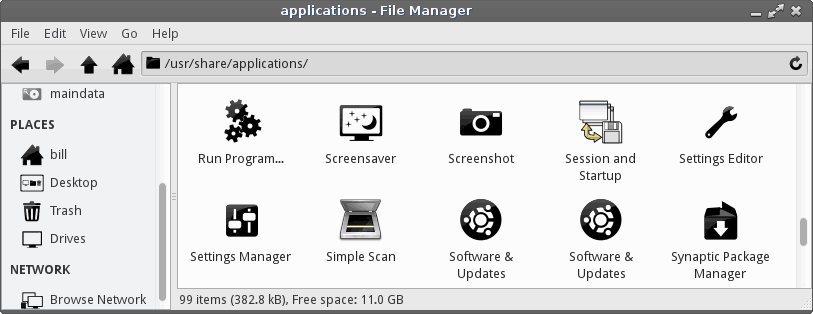 applications - File Manager
File Edit View Go Help
/usr/share/applications/
maindata
PLACES
bill
Desktop
Trash
Drives
NETWORK
Browse Network
Run Program... Screensaver Screenshot Session and Startup Settings Editor
Settings Manager Simple Scan Software & Updates Software & Updates Synaptic Package Manager
99 items (382.8 kB), Free space: 11.0 GB